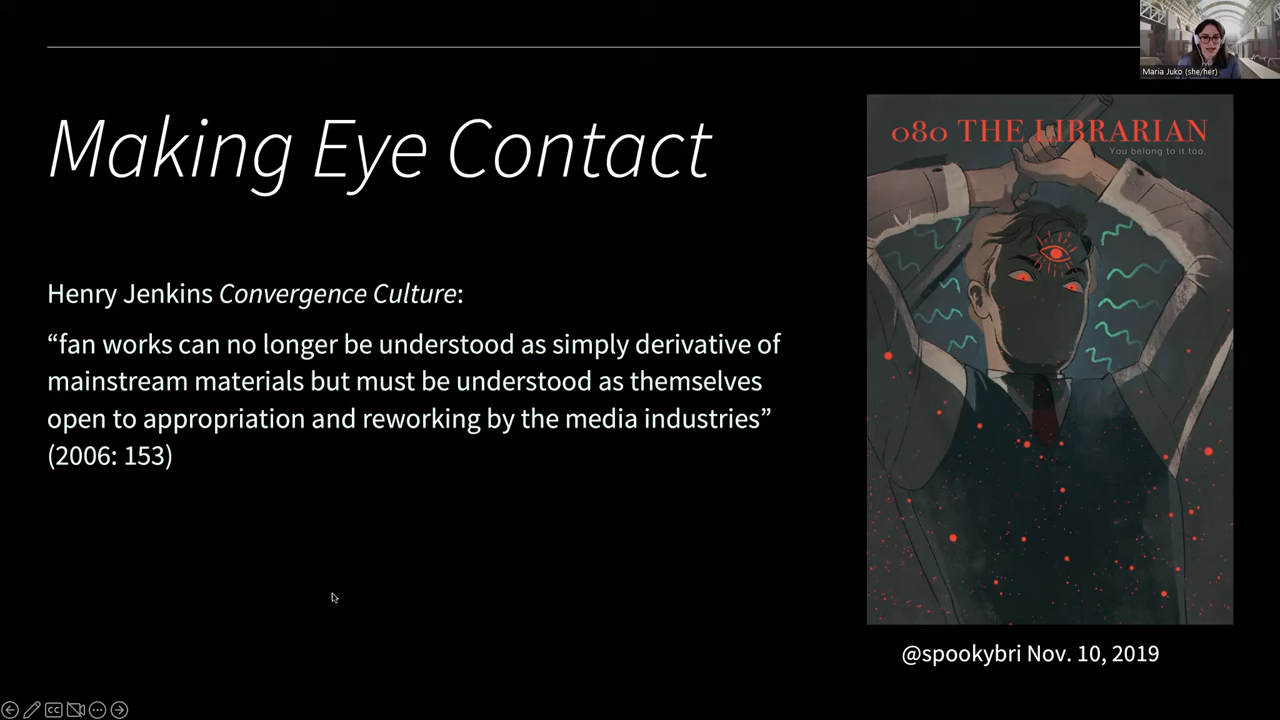 Maria Juko (she/her)
Making Eye Contact
Henry Jenkins Convergence Culture:
“fan works can no longer be understood as simply derivative of
mainstream materials but must be understood as themselves
open to appropriation and reworking by the media industries”
(2006: 153)
080 THE LIBRARIAN
You belong to it too.
@spookybri Nov. 10, 2019
CC